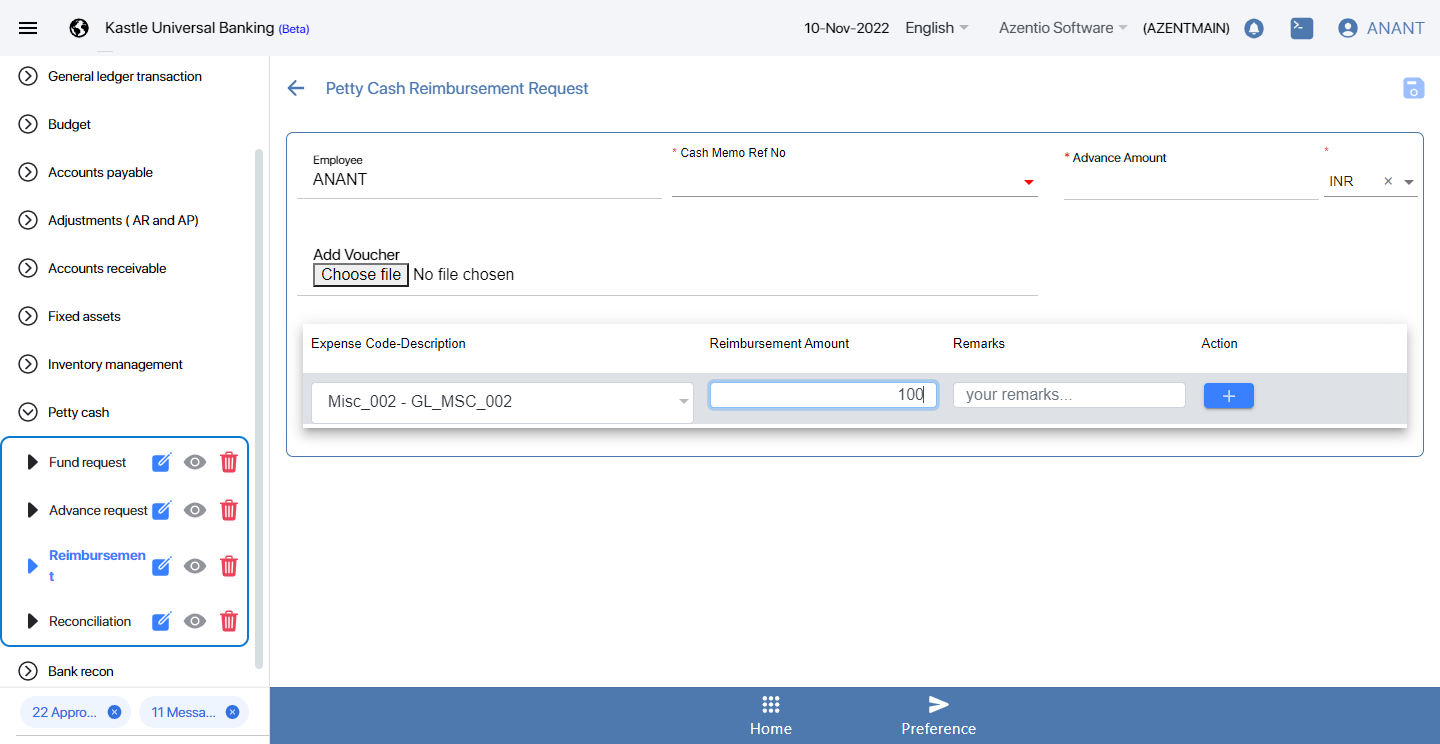 Kastle Universal Banking (Beta)
10-Nov-2022 English Azentio Software (AZENTMAIN) ANANT
General ledger transaction
Budget
Accounts payable
Adjustments ( AR and AP)
Accounts receivable
Fixed assets
Inventory management
Petty cash
Fund request
Advance request
Reimbursemen
t
Reconciliation
Bank recon
22 Appro...
11 Messa...
Petty Cash Reimbursement Request
Employee
ANANT
* Cash Memo Ref No
* Advance Amount
*
INR ×
Add Voucher
Choose file No file chosen
Expense Code-Description Reimbursement Amount Remarks Action
Misc_002 - GL_MSC_002 100 your remarks... +
Home
Preference